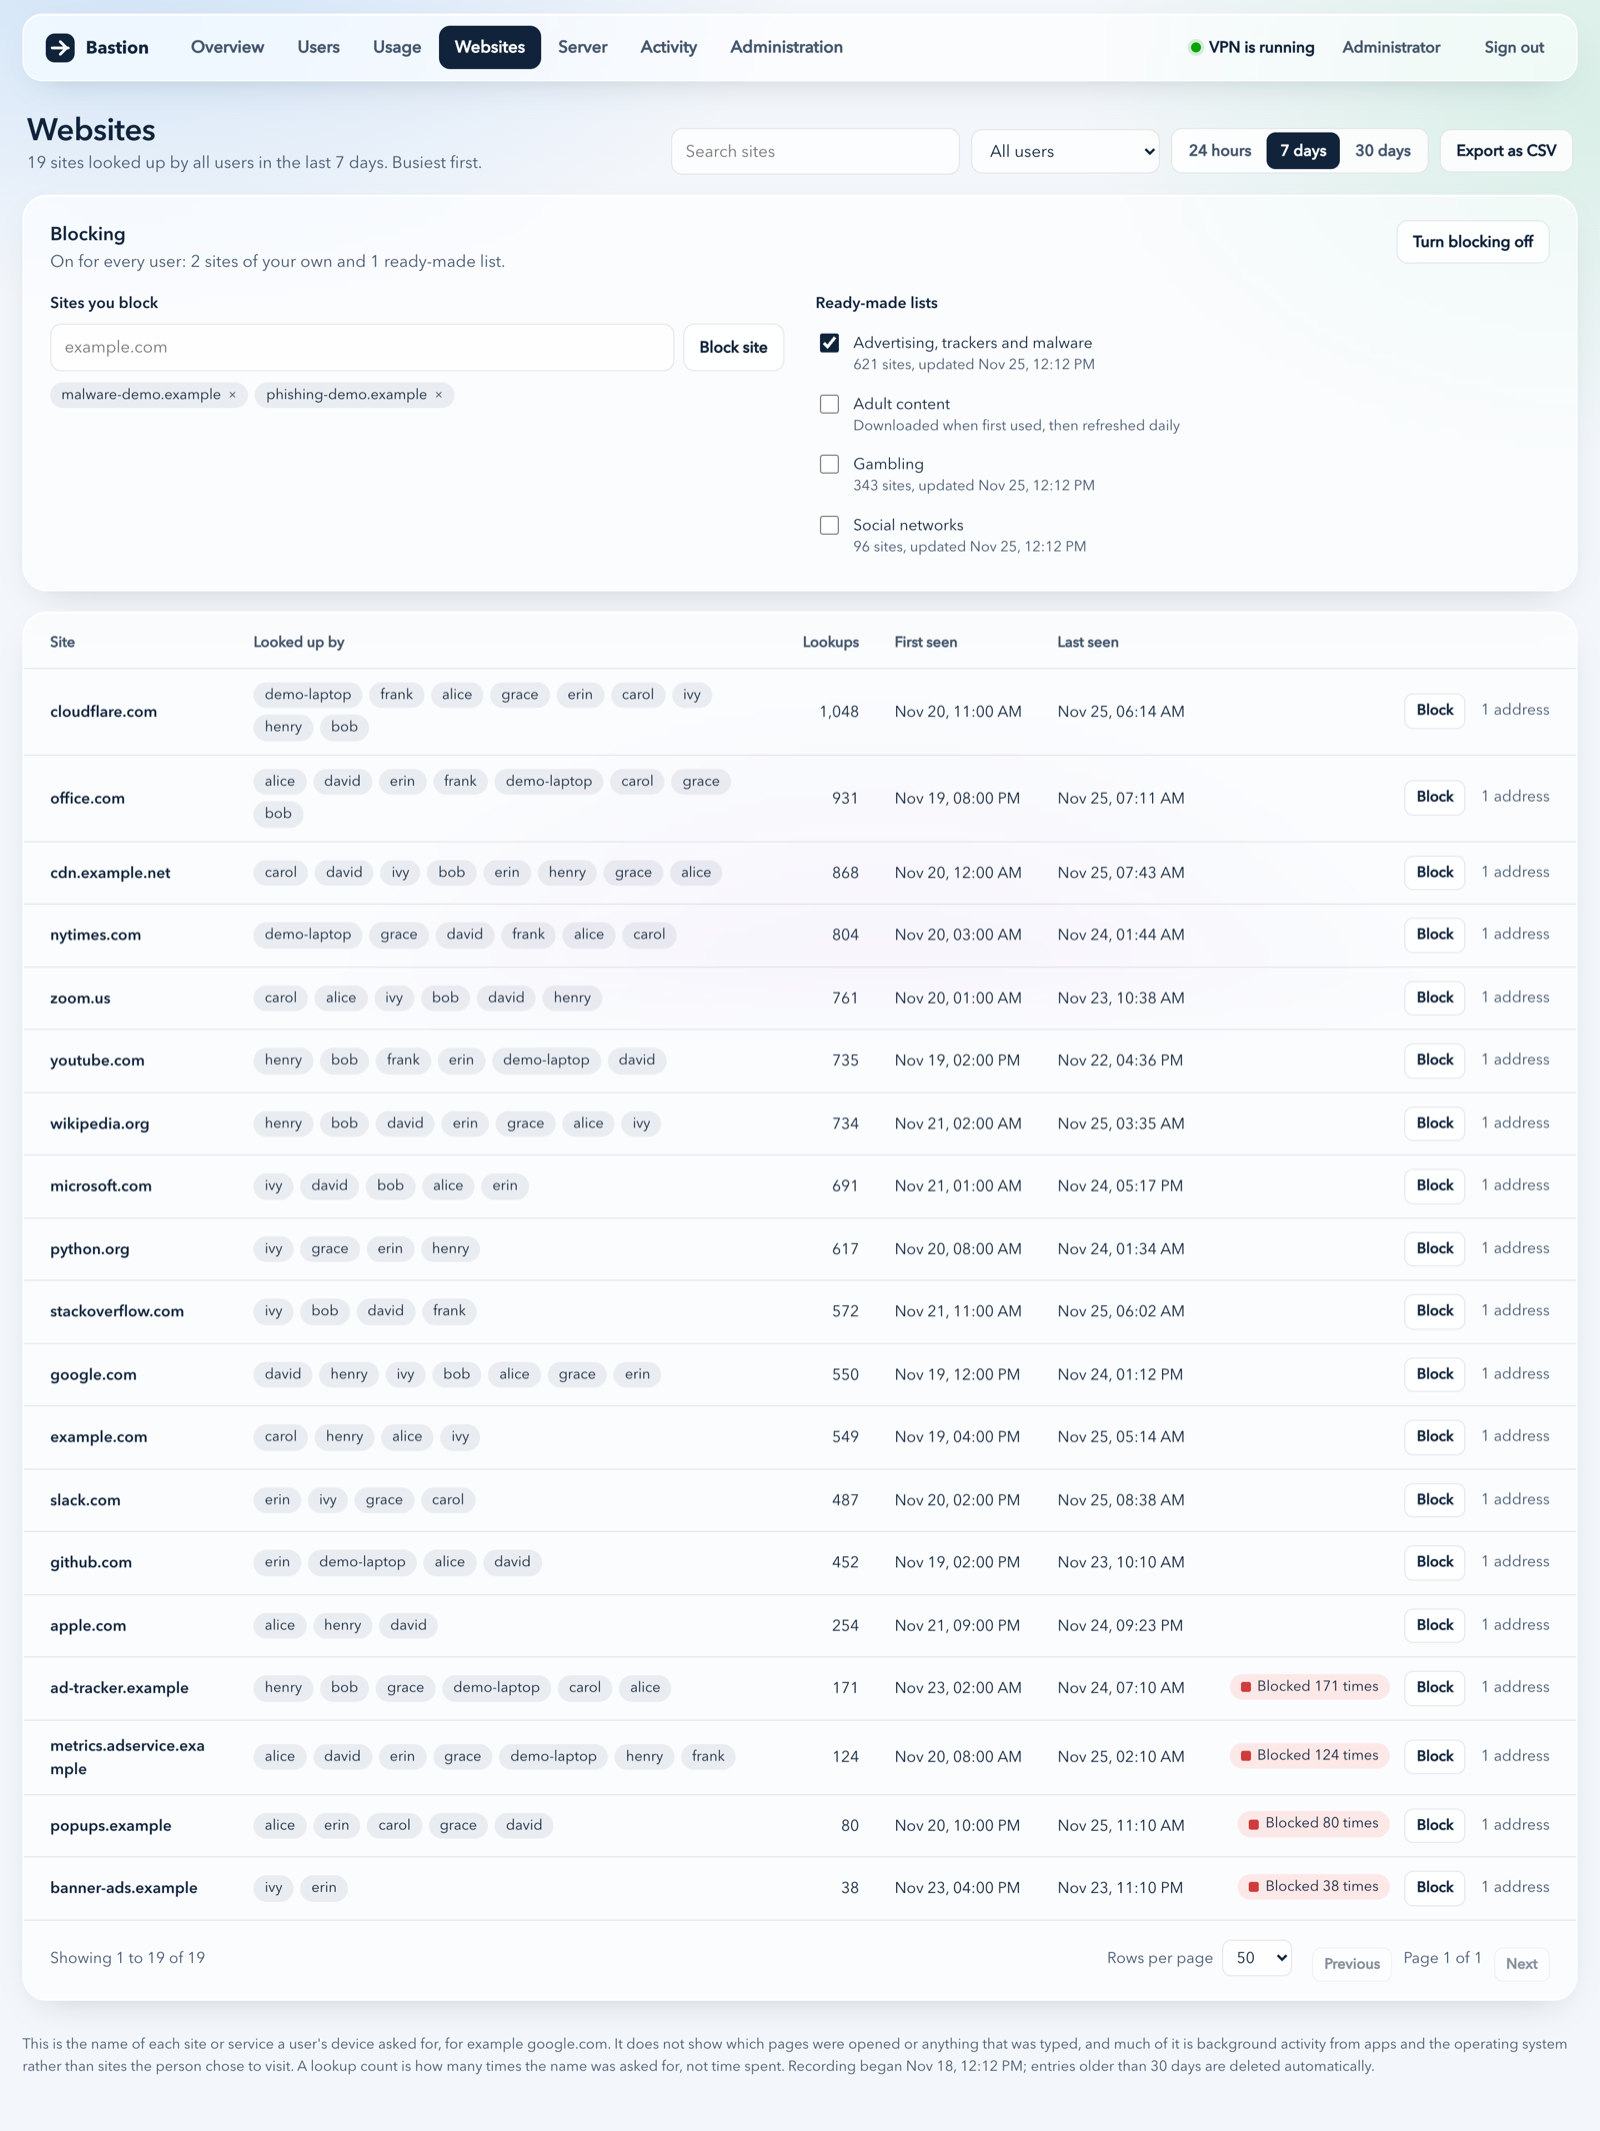 Bastion Overview Users Usage Websites Server Activity Administration VPN is running Administrator Sign out
Websites
19 sites looked up by all users in the last 7 days. Busiest first.
Search sites All users 24 hours 7 days 30 days Export as CSV
Blocking
On for every user: 2 sites of your own and 1 ready-made list.
Turn blocking off
Sites you block
example.com Block site
malware-demo.example × phishing-demo.example ×
Ready-made lists
Advertising, trackers and malware
621 sites, updated Nov 25, 12:12 PM
Adult content
Downloaded when first used, then refreshed daily
Gambling
343 sites, updated Nov 25, 12:12 PM
Social networks
96 sites, updated Nov 25, 12:12 PM
Site Looked up by Lookups First seen Last seen
cloudflare.com demo-laptop frank alice grace erin carol ivy 1,048 Nov 20, 11:00 AM Nov 25, 06:14 AM Block 1 address
henry bob
office.com alice david erin frank demo-laptop carol grace 931 Nov 19, 08:00 PM Nov 25, 07:11 AM Block 1 address
bob
cdn.example.net carol david ivy bob erin henry grace alice 868 Nov 20, 12:00 AM Nov 25, 07:43 AM Block 1 address
nytimes.com demo-laptop grace david frank alice carol 804 Nov 20, 03:00 AM Nov 24, 01:44 AM Block 1 address
zoom.us carol alice ivy bob david henry 761 Nov 20, 01:00 AM Nov 23, 10:38 AM Block 1 address
youtube.com henry bob frank erin demo-laptop david 735 Nov 19, 02:00 PM Nov 22, 04:36 PM Block 1 address
wikipedia.org henry bob david erin grace alice ivy 734 Nov 21, 02:00 AM Nov 25, 03:35 AM Block 1 address
microsoft.com ivy david bob alice erin 691 Nov 21, 01:00 AM Nov 24, 05:17 PM Block 1 address
python.org ivy grace erin henry 617 Nov 20, 08:00 AM Nov 24, 01:34 AM Block 1 address
stackoverflow.com ivy bob david frank 572 Nov 21, 11:00 AM Nov 25, 06:02 AM Block 1 address
google.com david henry ivy bob alice grace erin 550 Nov 19, 12:00 PM Nov 24, 01:12 PM Block 1 address
example.com carol henry alice ivy 549 Nov 19, 04:00 PM Nov 25, 05:14 AM Block 1 address
slack.com erin ivy grace carol 487 Nov 20, 02:00 PM Nov 25, 08:38 AM Block 1 address
github.com erin demo-laptop alice david 452 Nov 19, 02:00 PM Nov 23, 10:10 AM Block 1 address
apple.com alice henry david 254 Nov 21, 09:00 PM Nov 24, 09:23 PM Block 1 address
ad-tracker.example henry bob grace demo-laptop carol alice 171 Nov 23, 02:00 AM Nov 24, 07:10 AM Blocked 171 times Block 1 address
metrics.adservice.exa
mple alice david erin grace demo-laptop henry frank 124 Nov 20, 08:00 AM Nov 25, 02:10 AM Blocked 124 times Block 1 address
popups.example alice erin carol grace david 80 Nov 20, 10:00 PM Nov 25, 11:10 AM Blocked 80 times Block 1 address
banner-ads.example ivy erin 38 Nov 23, 04:00 PM Nov 23, 11:10 PM Blocked 38 times Block 1 address
Showing 1 to 19 of 19 Rows per page 50 Previous Page 1 of 1 Next
This is the name of each site or service a user's device asked for, for example google.com. It does not show which pages were opened or anything that was typed, and much of it is background activity from apps and the operating system
rather than sites the person chose to visit. A lookup count is how many times the name was asked for, not time spent. Recording began Nov 18, 12:12 PM; entries older than 30 days are deleted automatically.